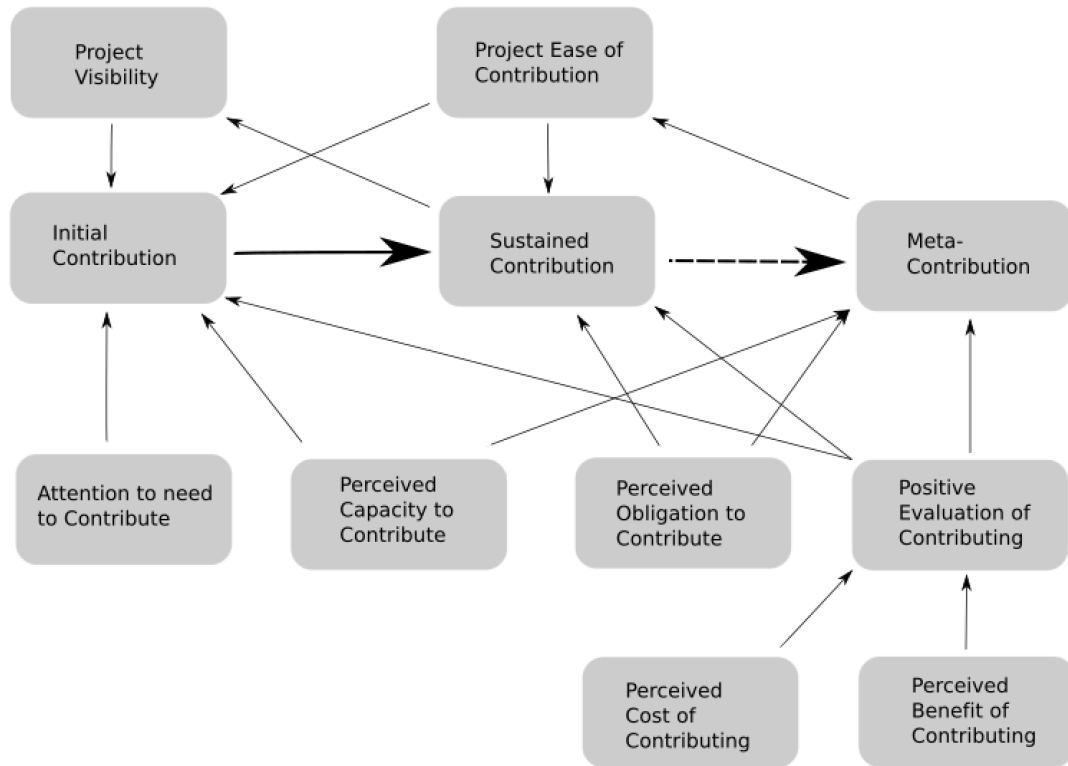 Project
Visibility
Project Ease of
Contribution
Initial
Contribution
Sustained
Contribution
Meta-
Contribution
Attention to need
to Contribute
Perceived
Capacity to
Contribute
Perceived
Obligation to
Contribute
Positive
Evaluation of
Contributing
Perceived
Cost of
Contributing
Perceived
Benefit of
Contributing